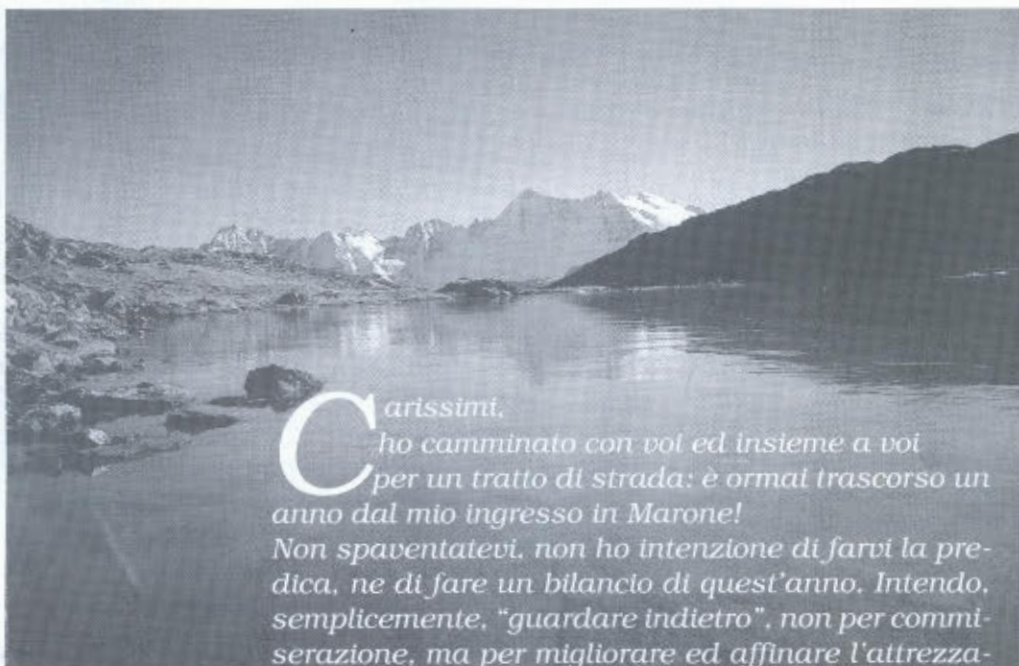 Carissimi,
ho camminato con voi ed insieme a voi
per un tratto di strada: è ormai trascorso un
anno dal mio ingresso in Marone!
Non spaventatevi, non ho intenzione di farvi la pre-
dica, ne di fare un bilancio di quest'anno. Intendo,
semplicemente, "guardare indietro", non per commi-
serazione, ma per migliorare ed affinare l'attrezza-